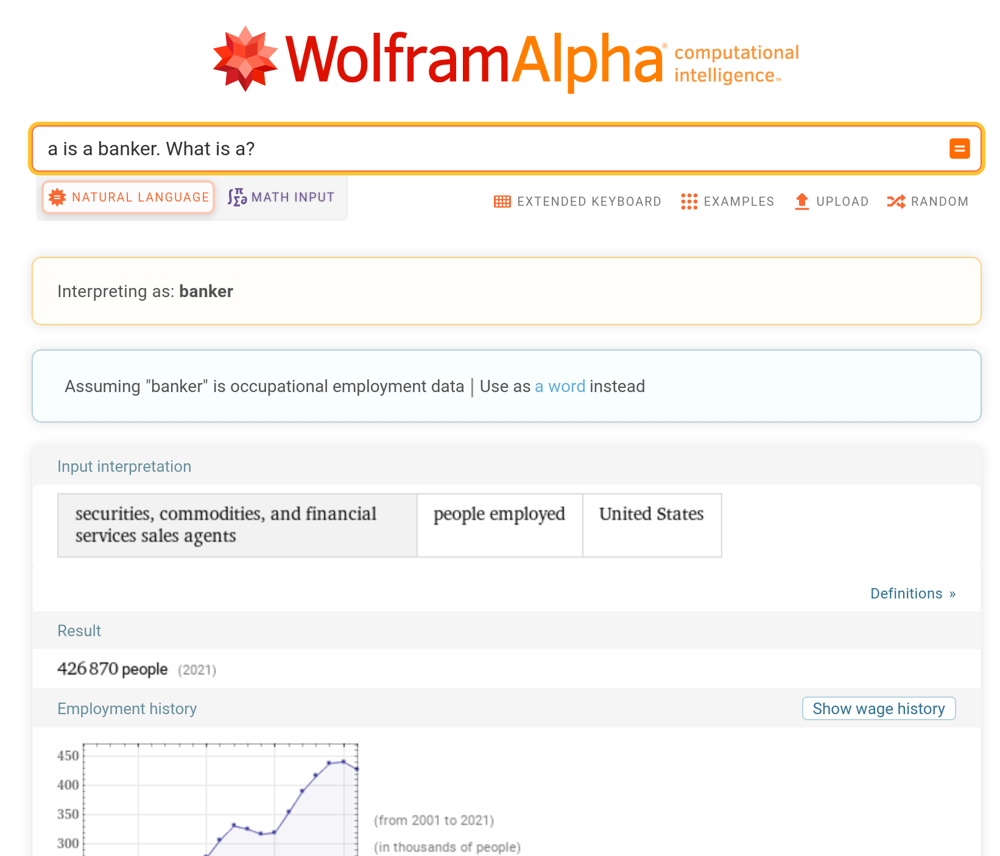 WolframAlpha® computational intelligence™
a is a banker. What is a?
NATURAL LANGUAGE
MATH INPUT
EXTENDED KEYBOARD
EXAMPLES
UPLOAD
RANDOM
Interpreting as: banker
Assuming "banker" is occupational employment data | Use as a word instead
Input interpretation
securities, commodities, and financial
services sales agents
people employed
United States
Definitions »
Result
426 870 people (2021)
Employment history
Show wage history
450
400
350
300
(from 2001 to 2021)
(in thousands of people)